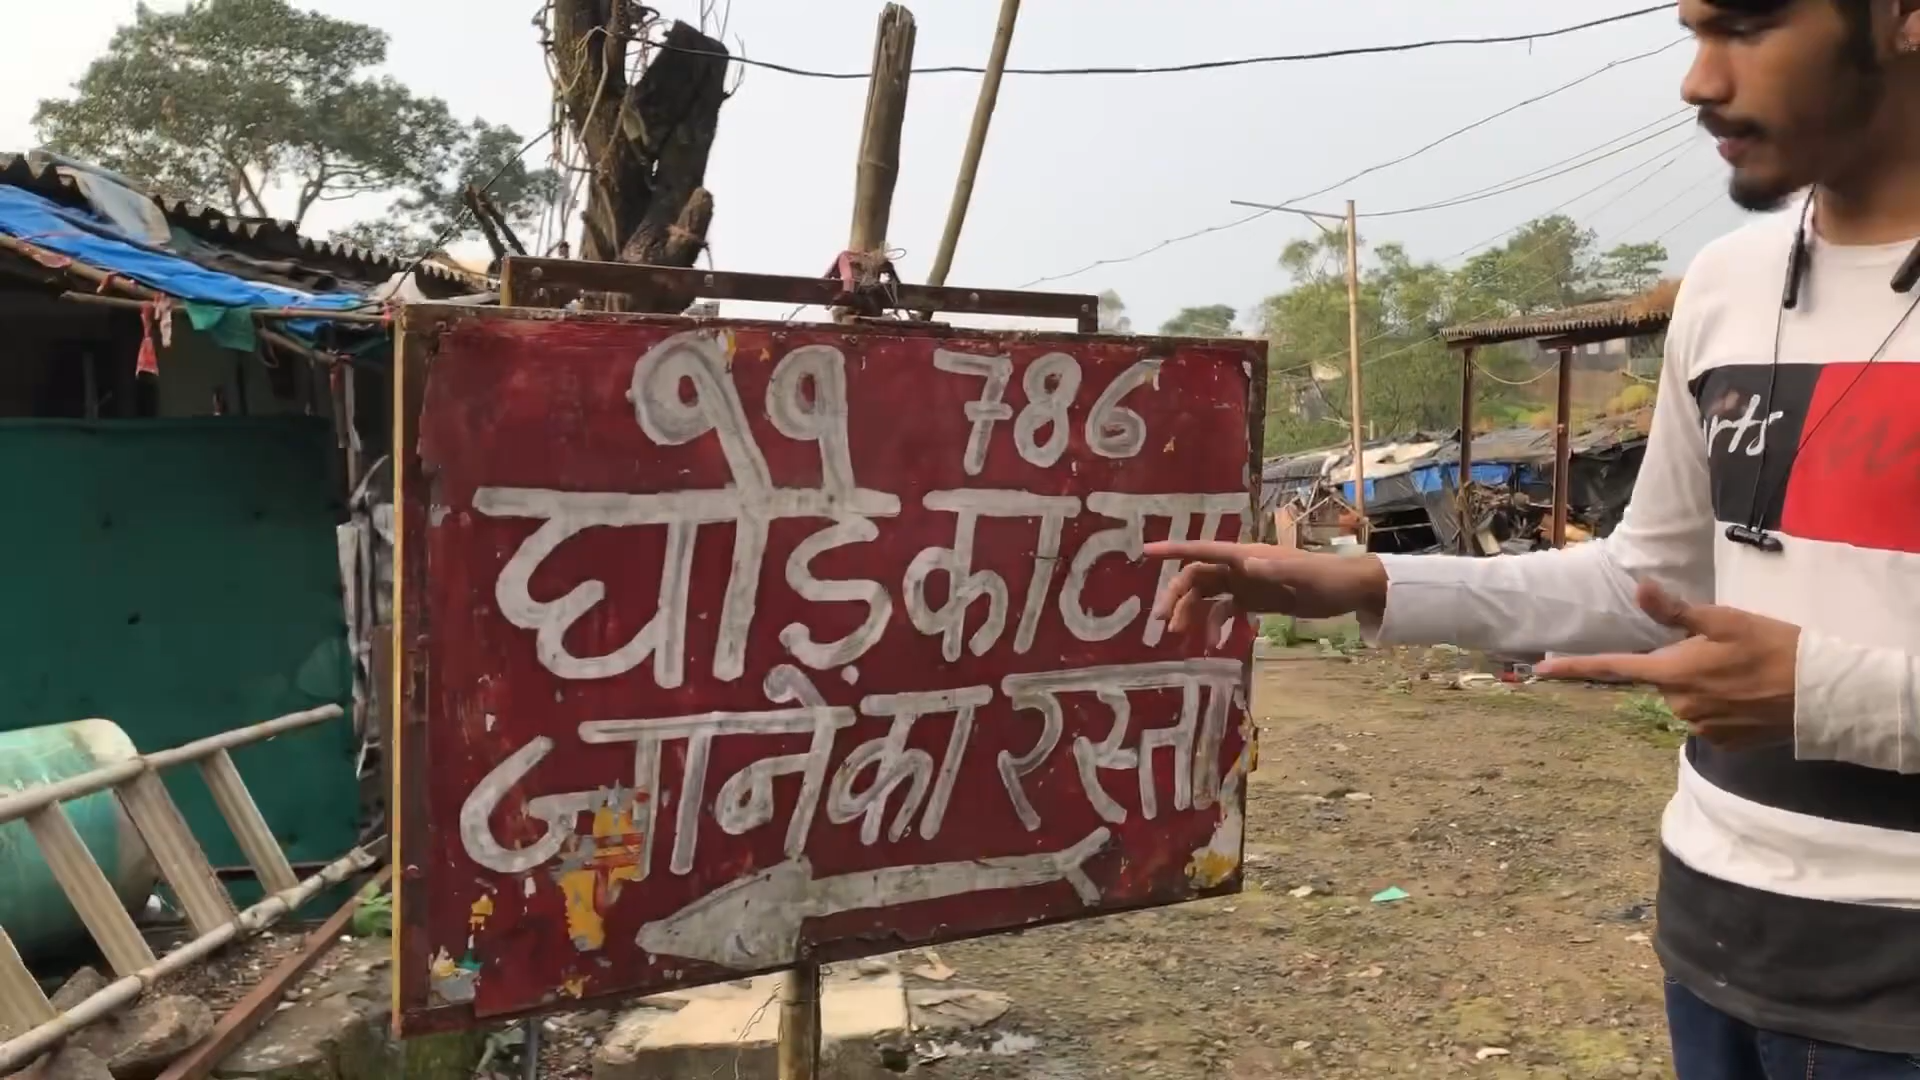 786
घोड़े का
जाने का रस्ता